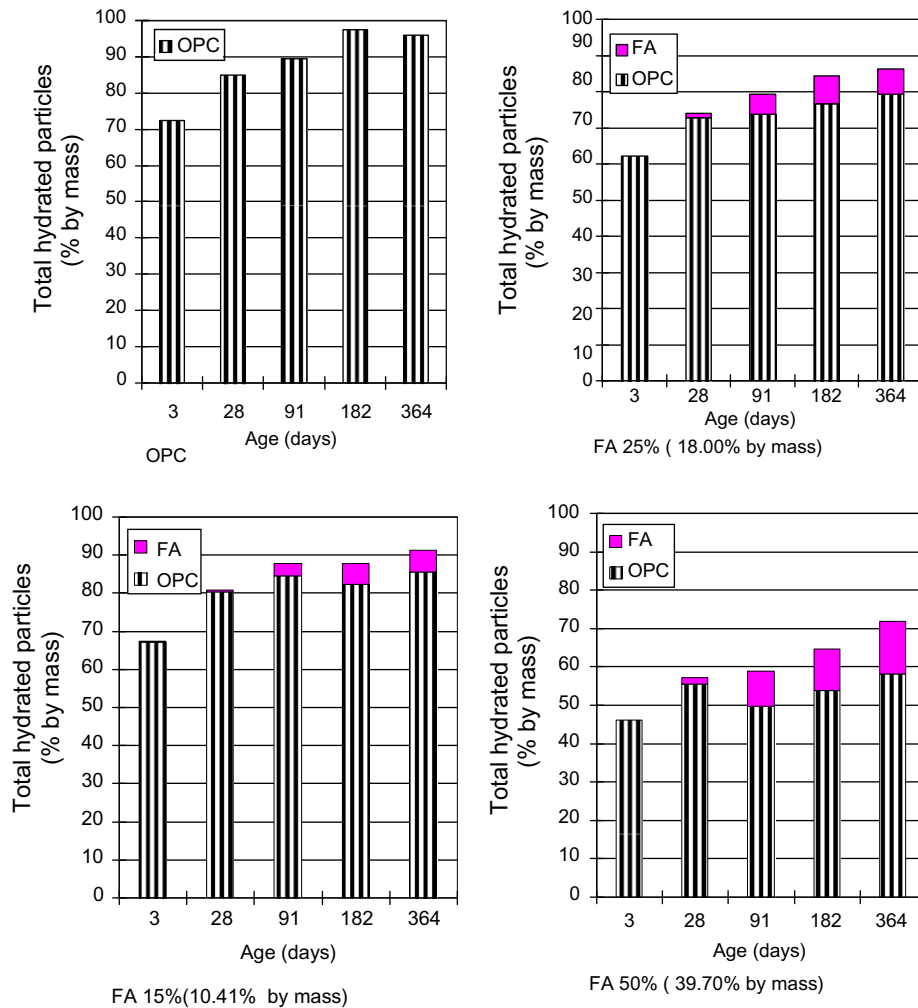 Total hydrated particles
(% by mass)
100
90
80
70
60
50
40
30
20
10
0
OPC
3 28 91 182 364
Age (days)
OPC
Total hydrated particles
(% by mass)
100
90
80
70
60
50
40
30
20
10
0
FA
OPC
3 28 91 182 364
Age (days)
FA 25% ( 18.00% by mass)
Total hydrated particles
(% by mass)
100
90
80
70
60
50
40
30
20
10
0
FA
OPC
3 28 91 182 364
Age (days)
FA 15%(10.41% by mass)
Total hydrated particles
(% by mass)
100
90
80
70
60
50
40
30
20
10
0
FA
OPC
3 28 91 182 364
Age (days)
FA 50% ( 39.70% by mass)